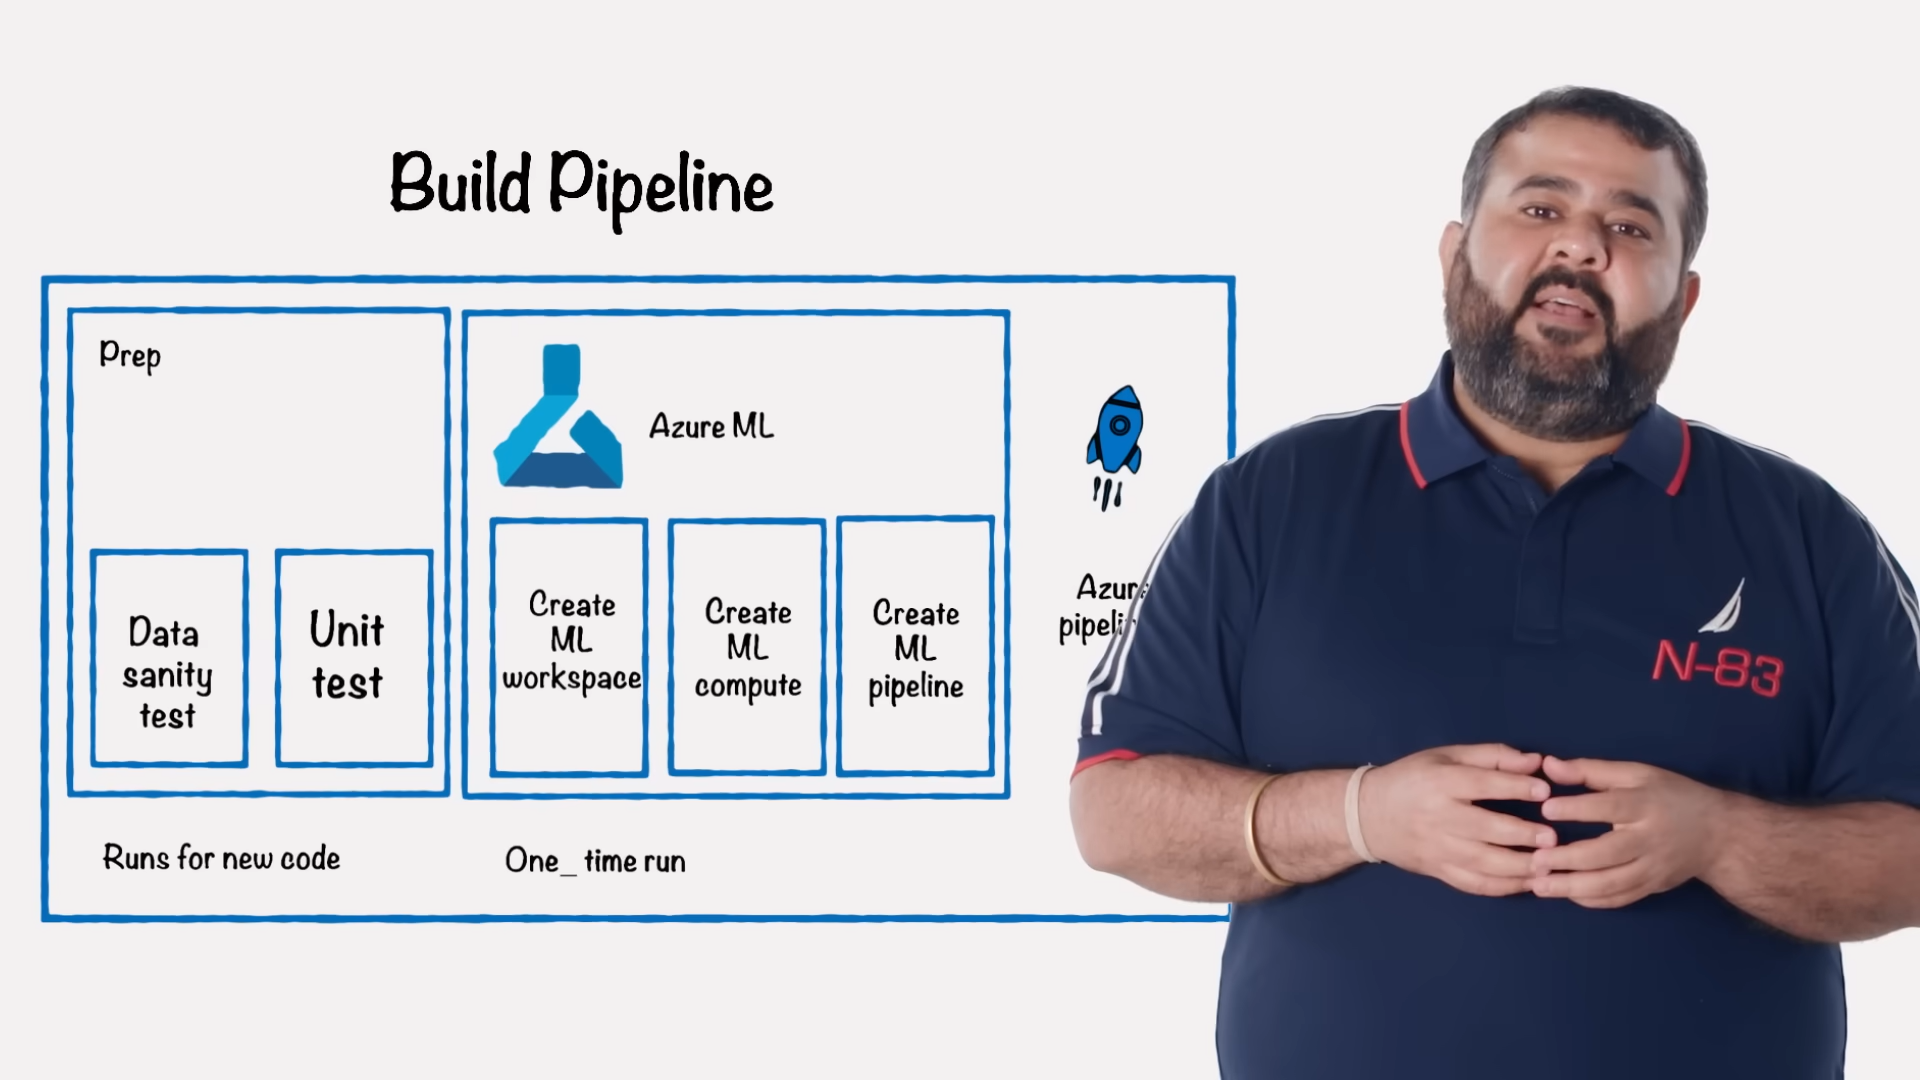 Build Pipeline
Prep
Data
sanity
test
Unit
test
Runs for new code
Azure ML
Create
ML
workspace
Create
ML
compute
Create
ML
pipeline
One_ time run
N-83